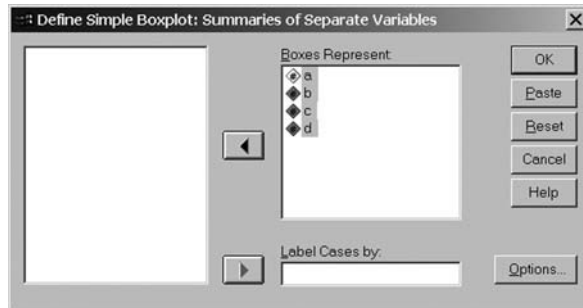 Define Simple Boxplot: Summaries of Separate Variables
Boxes Represent
a
b
c
d
Label Cases by:
OK
Paste
Reset
Cancel
Help
Options...